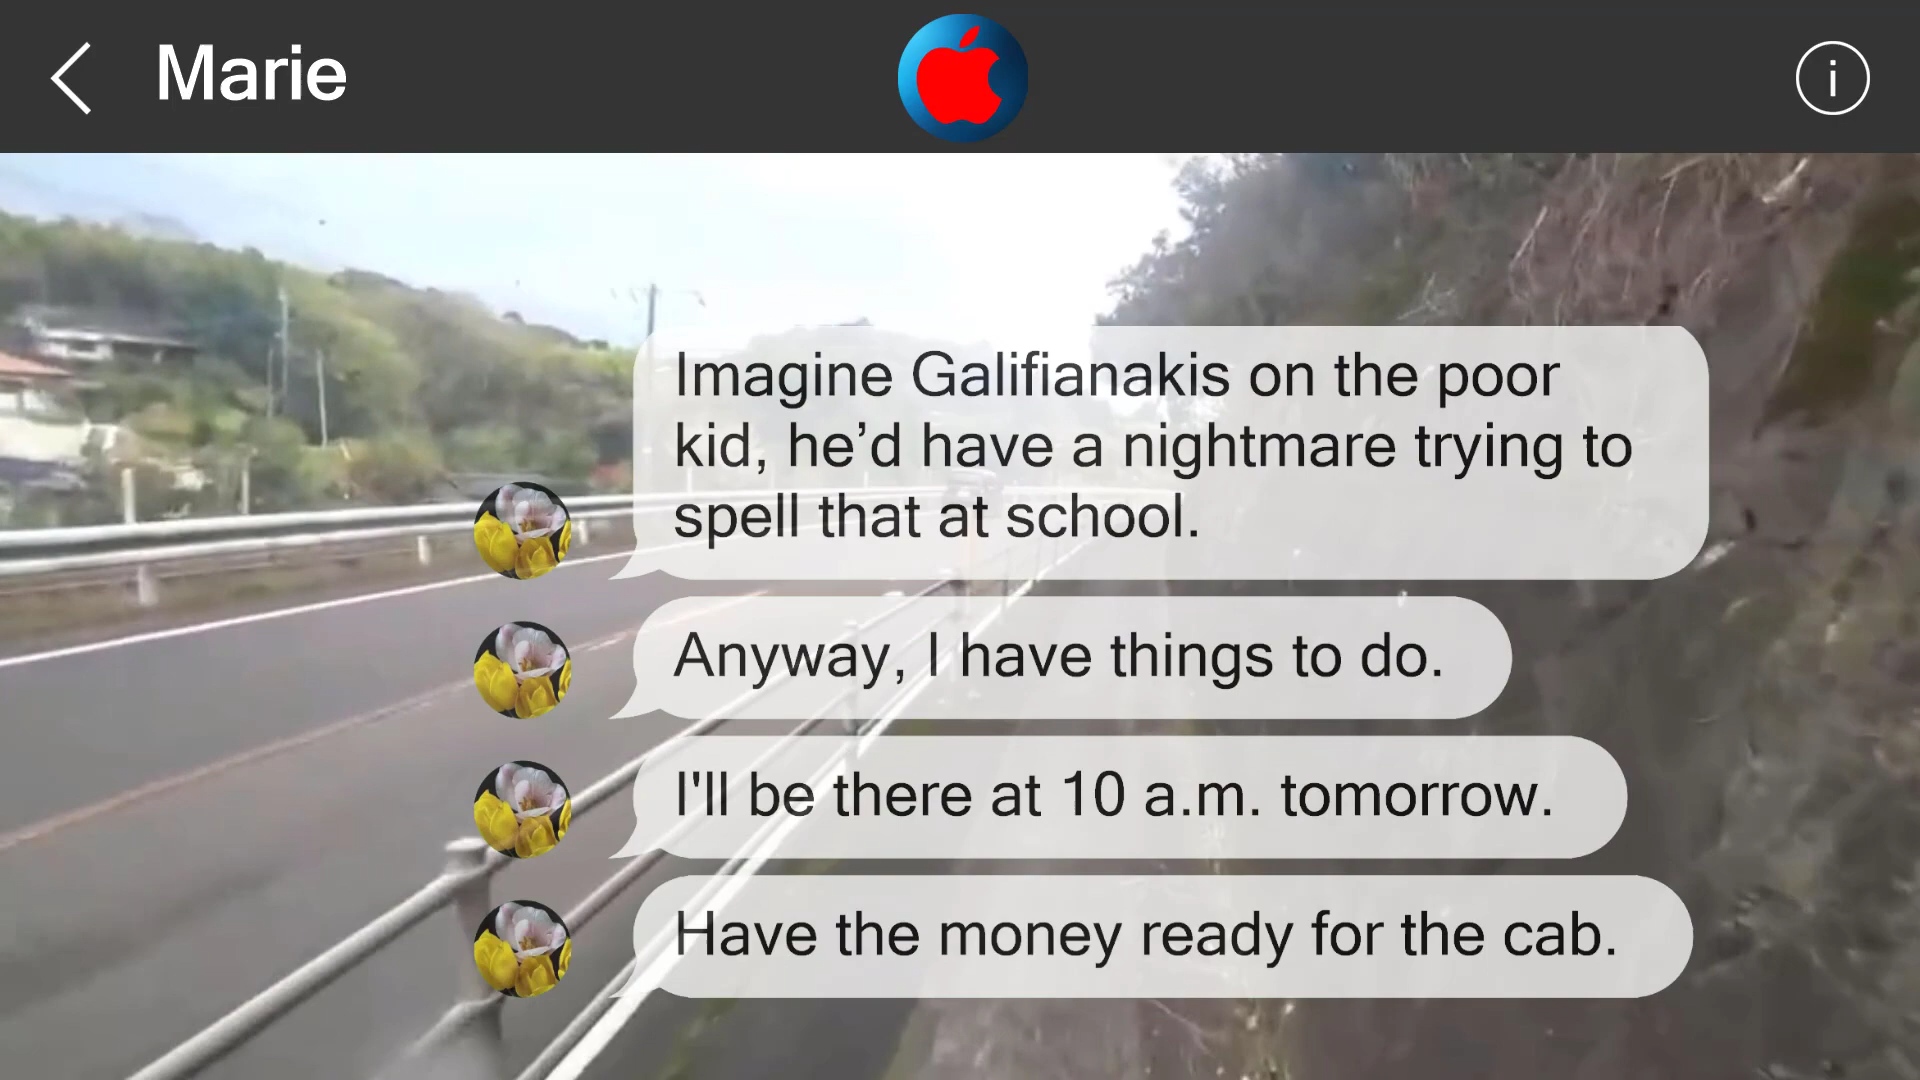 Marie
Imagine Galifianakis on the poor
kid, he’d have a nightmare trying to
spell that at school.
Anyway, I have things to do.
I'll be there at 10 a.m. tomorrow.
Have the money ready for the cab.